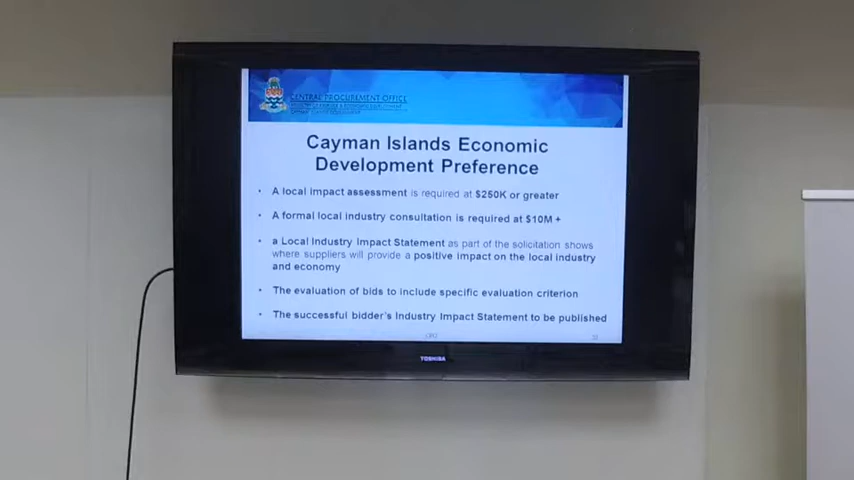 CENTRAL PROCUREMENT OFFICE
Cayman Islands Economic
Development Preference
• A local impact assessment is required at $250K or greater
• A formal local industry consultation is required at $10M +
• a Local Industry Impact Statement as part of the solicitation shows
where suppliers will provide a positive impact on the local industry
and economy
• The evaluation of bids to include specific evaluation criterion
• The successful bidder's Industry Impact Statement to be published
TOSHIBA